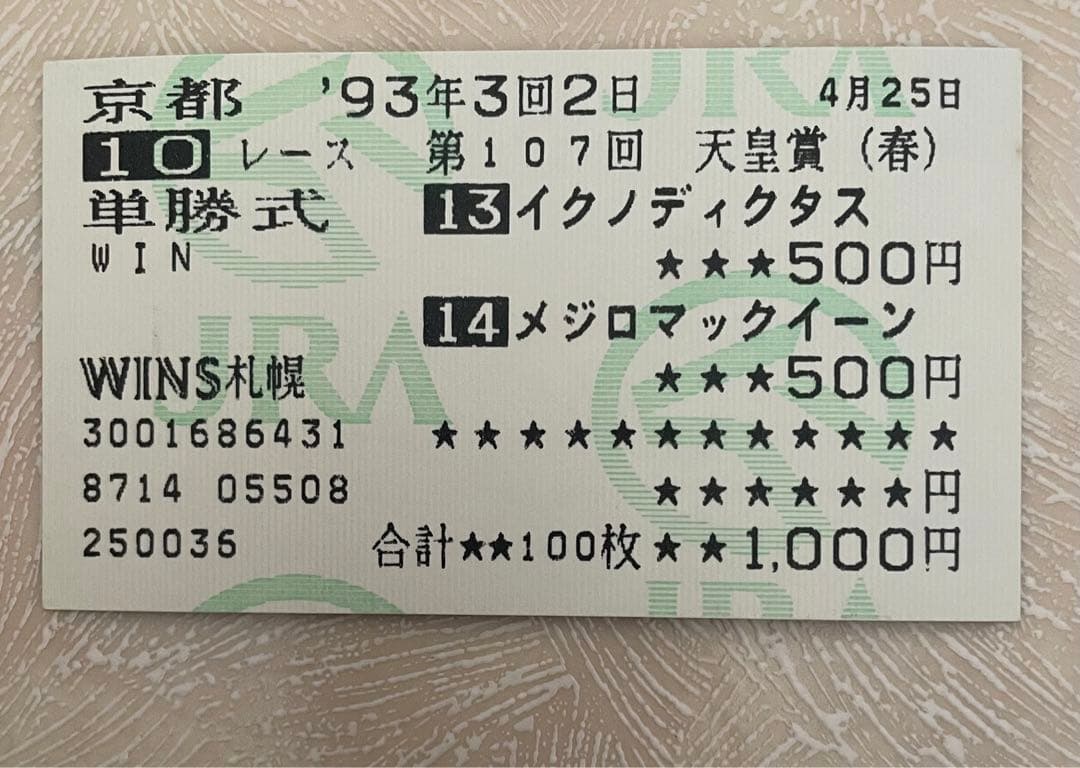 京都 '93年3回2日 4月25日
10 レース 第107回 天皇賞(春)
単勝式 13 イクノディクタス
WIN ★★★500円
14 メジロマックイーン
WINS札幌 ★★★500円
3001686431 ★★★★★★★★★★★★
8714 05508 ★★★★★★円
250036 合計★★100枚★★1,000円
JRA
JRA
JRA